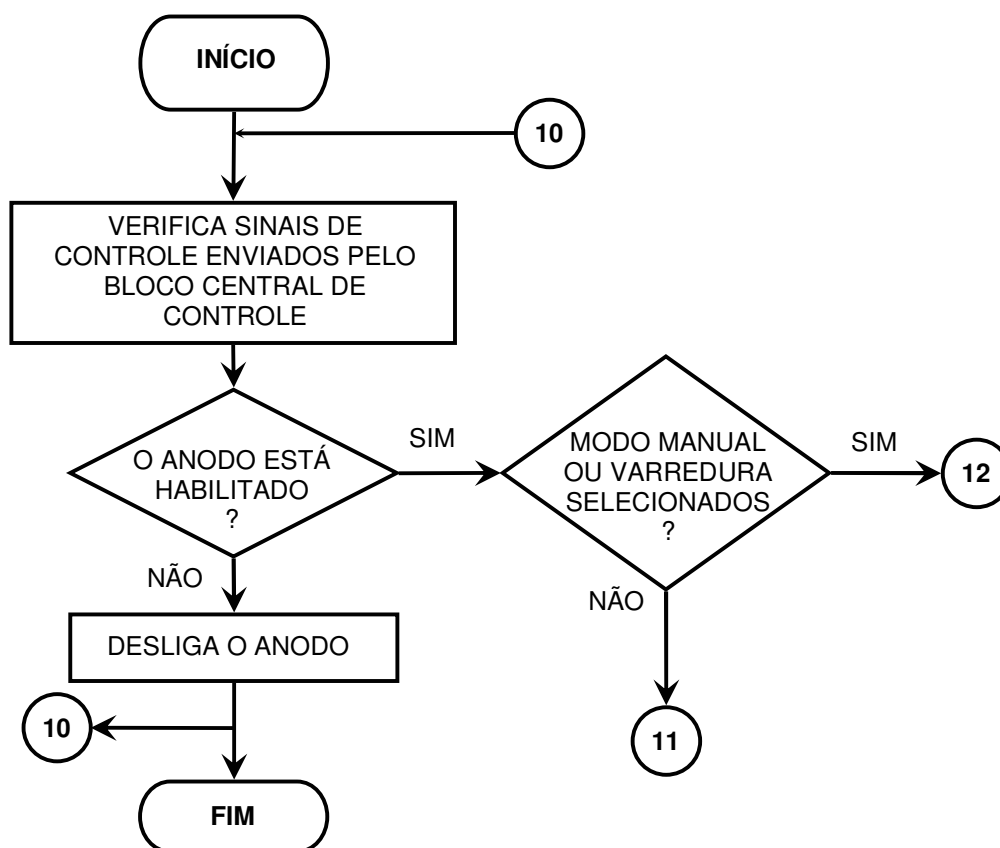 INÍCIO
10
VERIFICA SINAIS DE
CONTROLE ENVIADOS PELO
BLOCO CENTRAL DE
CONTROLE
O ANODO ESTÁ
HABILITADO
?
SIM
MODO MANUAL
OU VARREDURA
SELECIONADOS
?
SIM
12
NÃO
DESLIGA O ANODO
NÃO
10
11
FIM